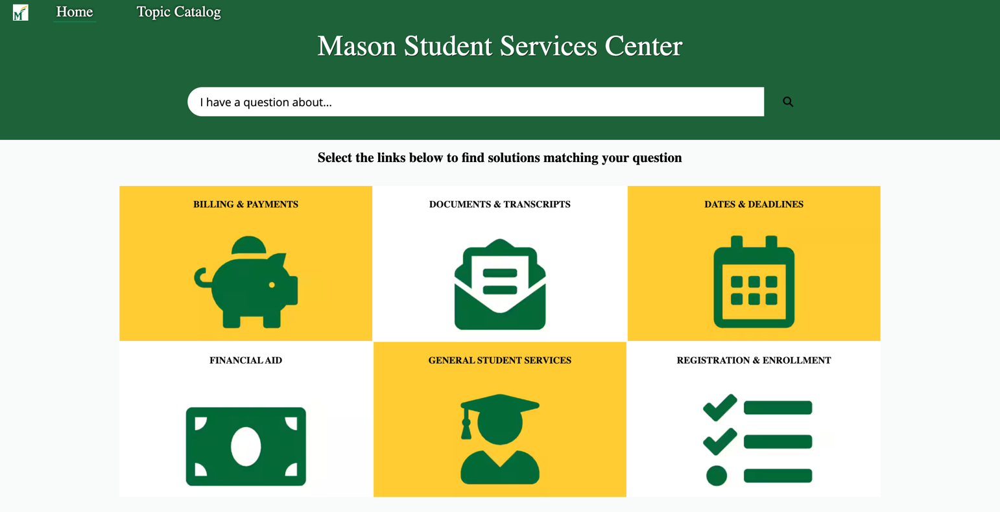 M
Home
Topic Catalog
Mason Student Services Center
I have a question about...
Select the links below to find solutions matching your question
BILLING & PAYMENTS
DOCUMENTS & TRANSCRIPTS
DATES & DEADLINES
FINANCIAL AID
GENERAL STUDENT SERVICES
REGISTRATION & ENROLLMENT